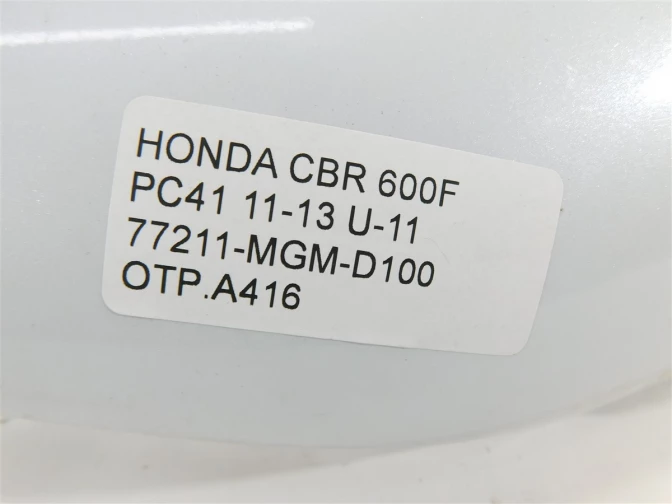 HONDA CBR 600F
PC41 11-13 U-11
77211-MGM-D100
OTP.A416